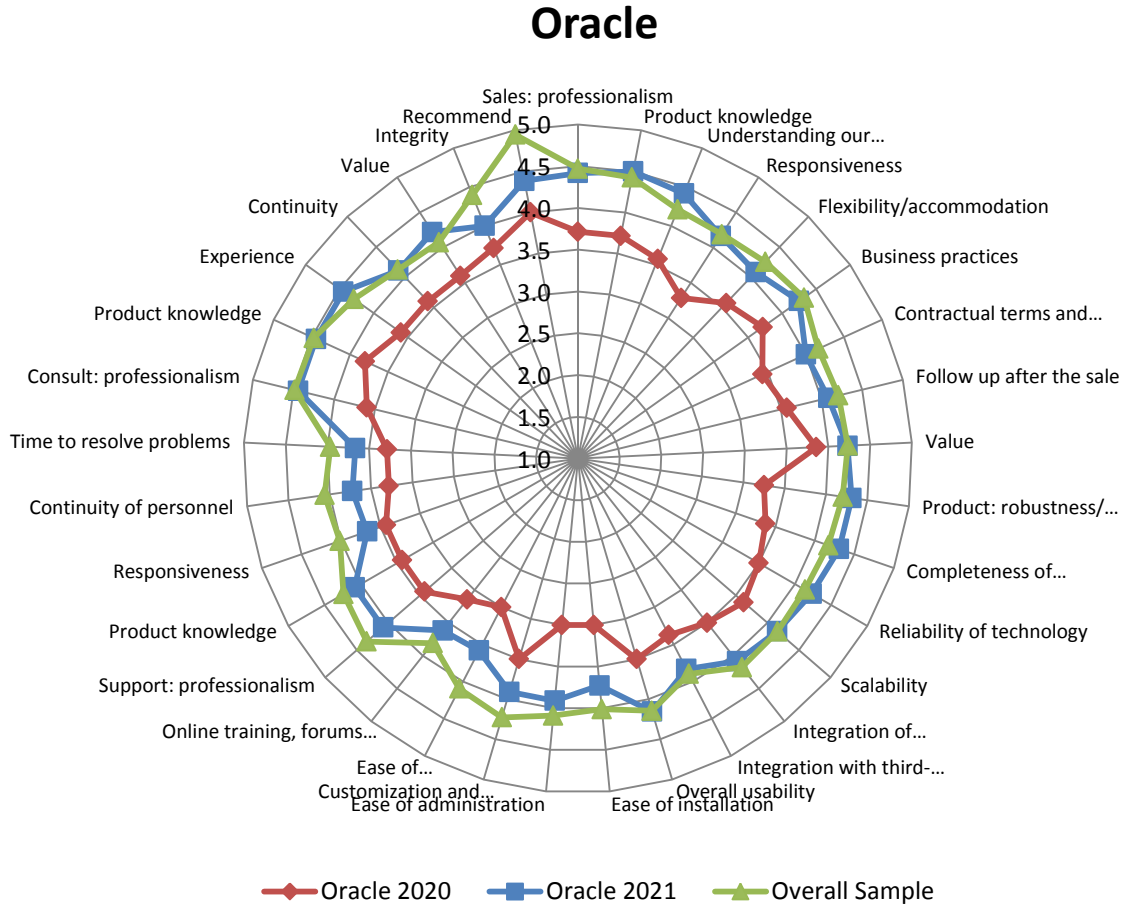 Oracle
Sales: professionalism
Product knowledge
Understanding our...
Responsiveness
Flexibility/accommodation
Business practices
Contractual terms and...
Follow up after the sale
Value
Product: robustness/...
Completeness of...
Reliability of technology
Scalability
Integration of...
Integration with third-...
Overall usability
Ease of installation
Ease of administration
Customization and...
Ease of...
Online training, forums...
Support: professionalism
Product knowledge
Responsiveness
Continuity of personnel
Time to resolve problems
Consult: professionalism
Product knowledge
Experience
Continuity
Value
Integrity
Recommend
5.0
4.5
4.0
3.5
3.0
2.5
2.0
1.5
1.0
Oracle 2020 Oracle 2021 Overall Sample